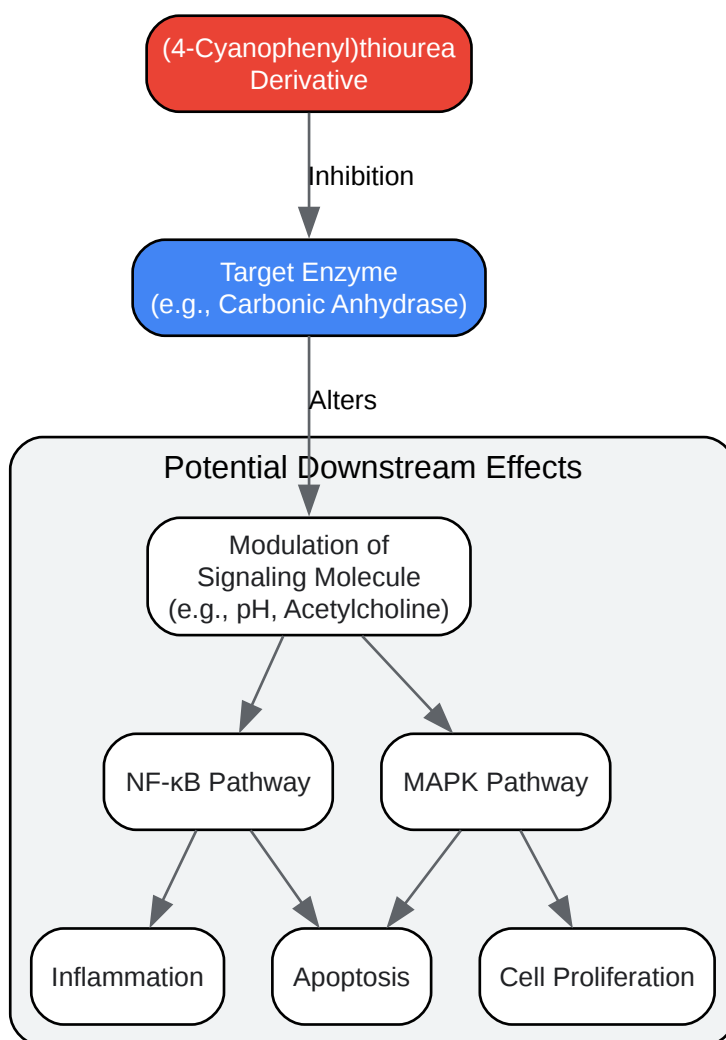 (4-Cyanophenyl)thiourea
Derivative
Inhibition
Target Enzyme
(e.g., Carbonic Anhydrase)
Alters
Potential Downstream Effects
Modulation of
Signaling Molecule
(e.g., pH, Acetylcholine)
NF-κB Pathway
MAPK Pathway
Inflammation
Apoptosis
Cell Proliferation